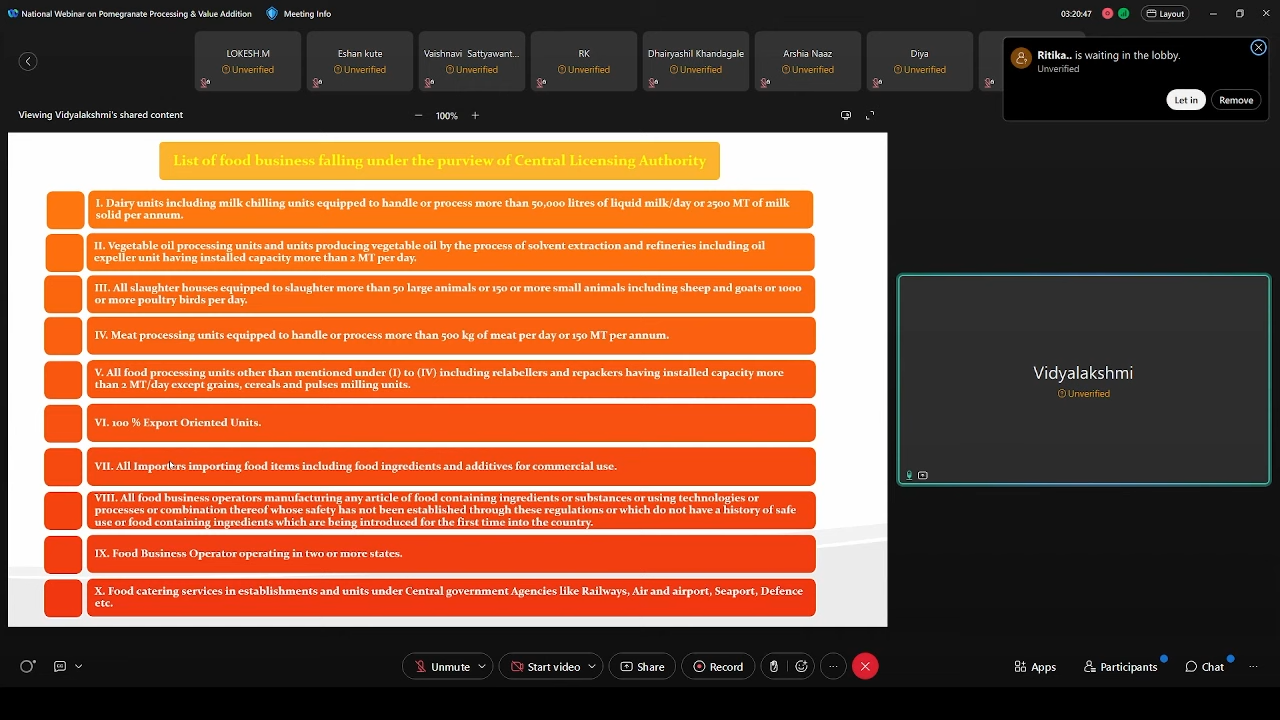 National Webinar on Pomegranate Processing & Value Addition
Meeting Info
03:20:47
Layout
LOKESH.M
Unverified
Eshan kute
Unverified
Vaishnavi Sattyawant...
Unverified
RK
Unverified
Dhairyashil Khandagale
Unverified
Arshia Naaz
Unverified
Diya
Unverified
Ritika.. is waiting in the lobby.
Unverified
Let in
Remove
Viewing Vidyalakshmi's shared content
100%
List of food business falling under the purview of Central Licensing Authority
I. Dairy units including milk chilling units equipped to handle or process more than 50,000 litres of liquid milk/day or 2500 MT of milk
solid per annum.
II. Vegetable oil processing units and units producing vegetable oil by the process of solvent extraction and refineries including oil
expeller unit having installed capacity more than 2 MT per day.
III. All slaughter houses equipped to slaughter more than 50 large animals or 150 or more small animals including sheep and goats or 1000
or more poultry birds per day.
IV. Meat processing units equipped to handle or process more than 500 kg of meat per day or 150 MT per annum.
V. All food processing units other than mentioned under (I) to (IV) including relabellers and repackers having installed capacity more
than 2 MT/day except grains, cereals and pulses milling units.
VI. 100 % Export Oriented Units.
VII. All Importers importing food items including food ingredients and additives for commercial use.
VIII. All food business operators manufacturing any article of food containing ingredients or substances or using technologies or
processes or combination thereof whose safety has not been established through these regulations or which do not have a history of safe
use or food containing ingredients which are being introduced for the first time into the country.
IX. Food Business Operator operating in two or more states.
X. Food catering services in establishments and units under Central government Agencies like Railways, Air and airport, Seaport, Defence
etc.
Vidyalakshmi
Unverified
Unmute
Start video
Share
Record
Apps
Participants
Chat